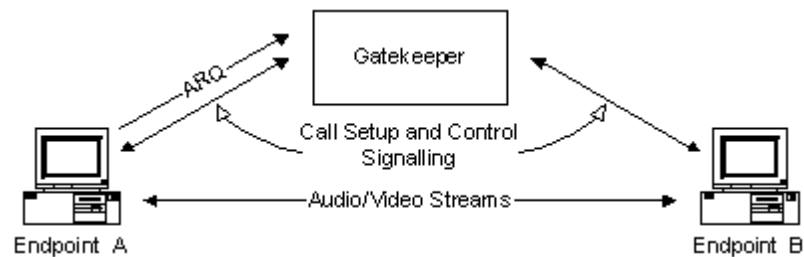 Gatekeeper
ARQ
Call Setup and Control
Signalling
Audio/Video Streams
Endpoint A
Endpoint B